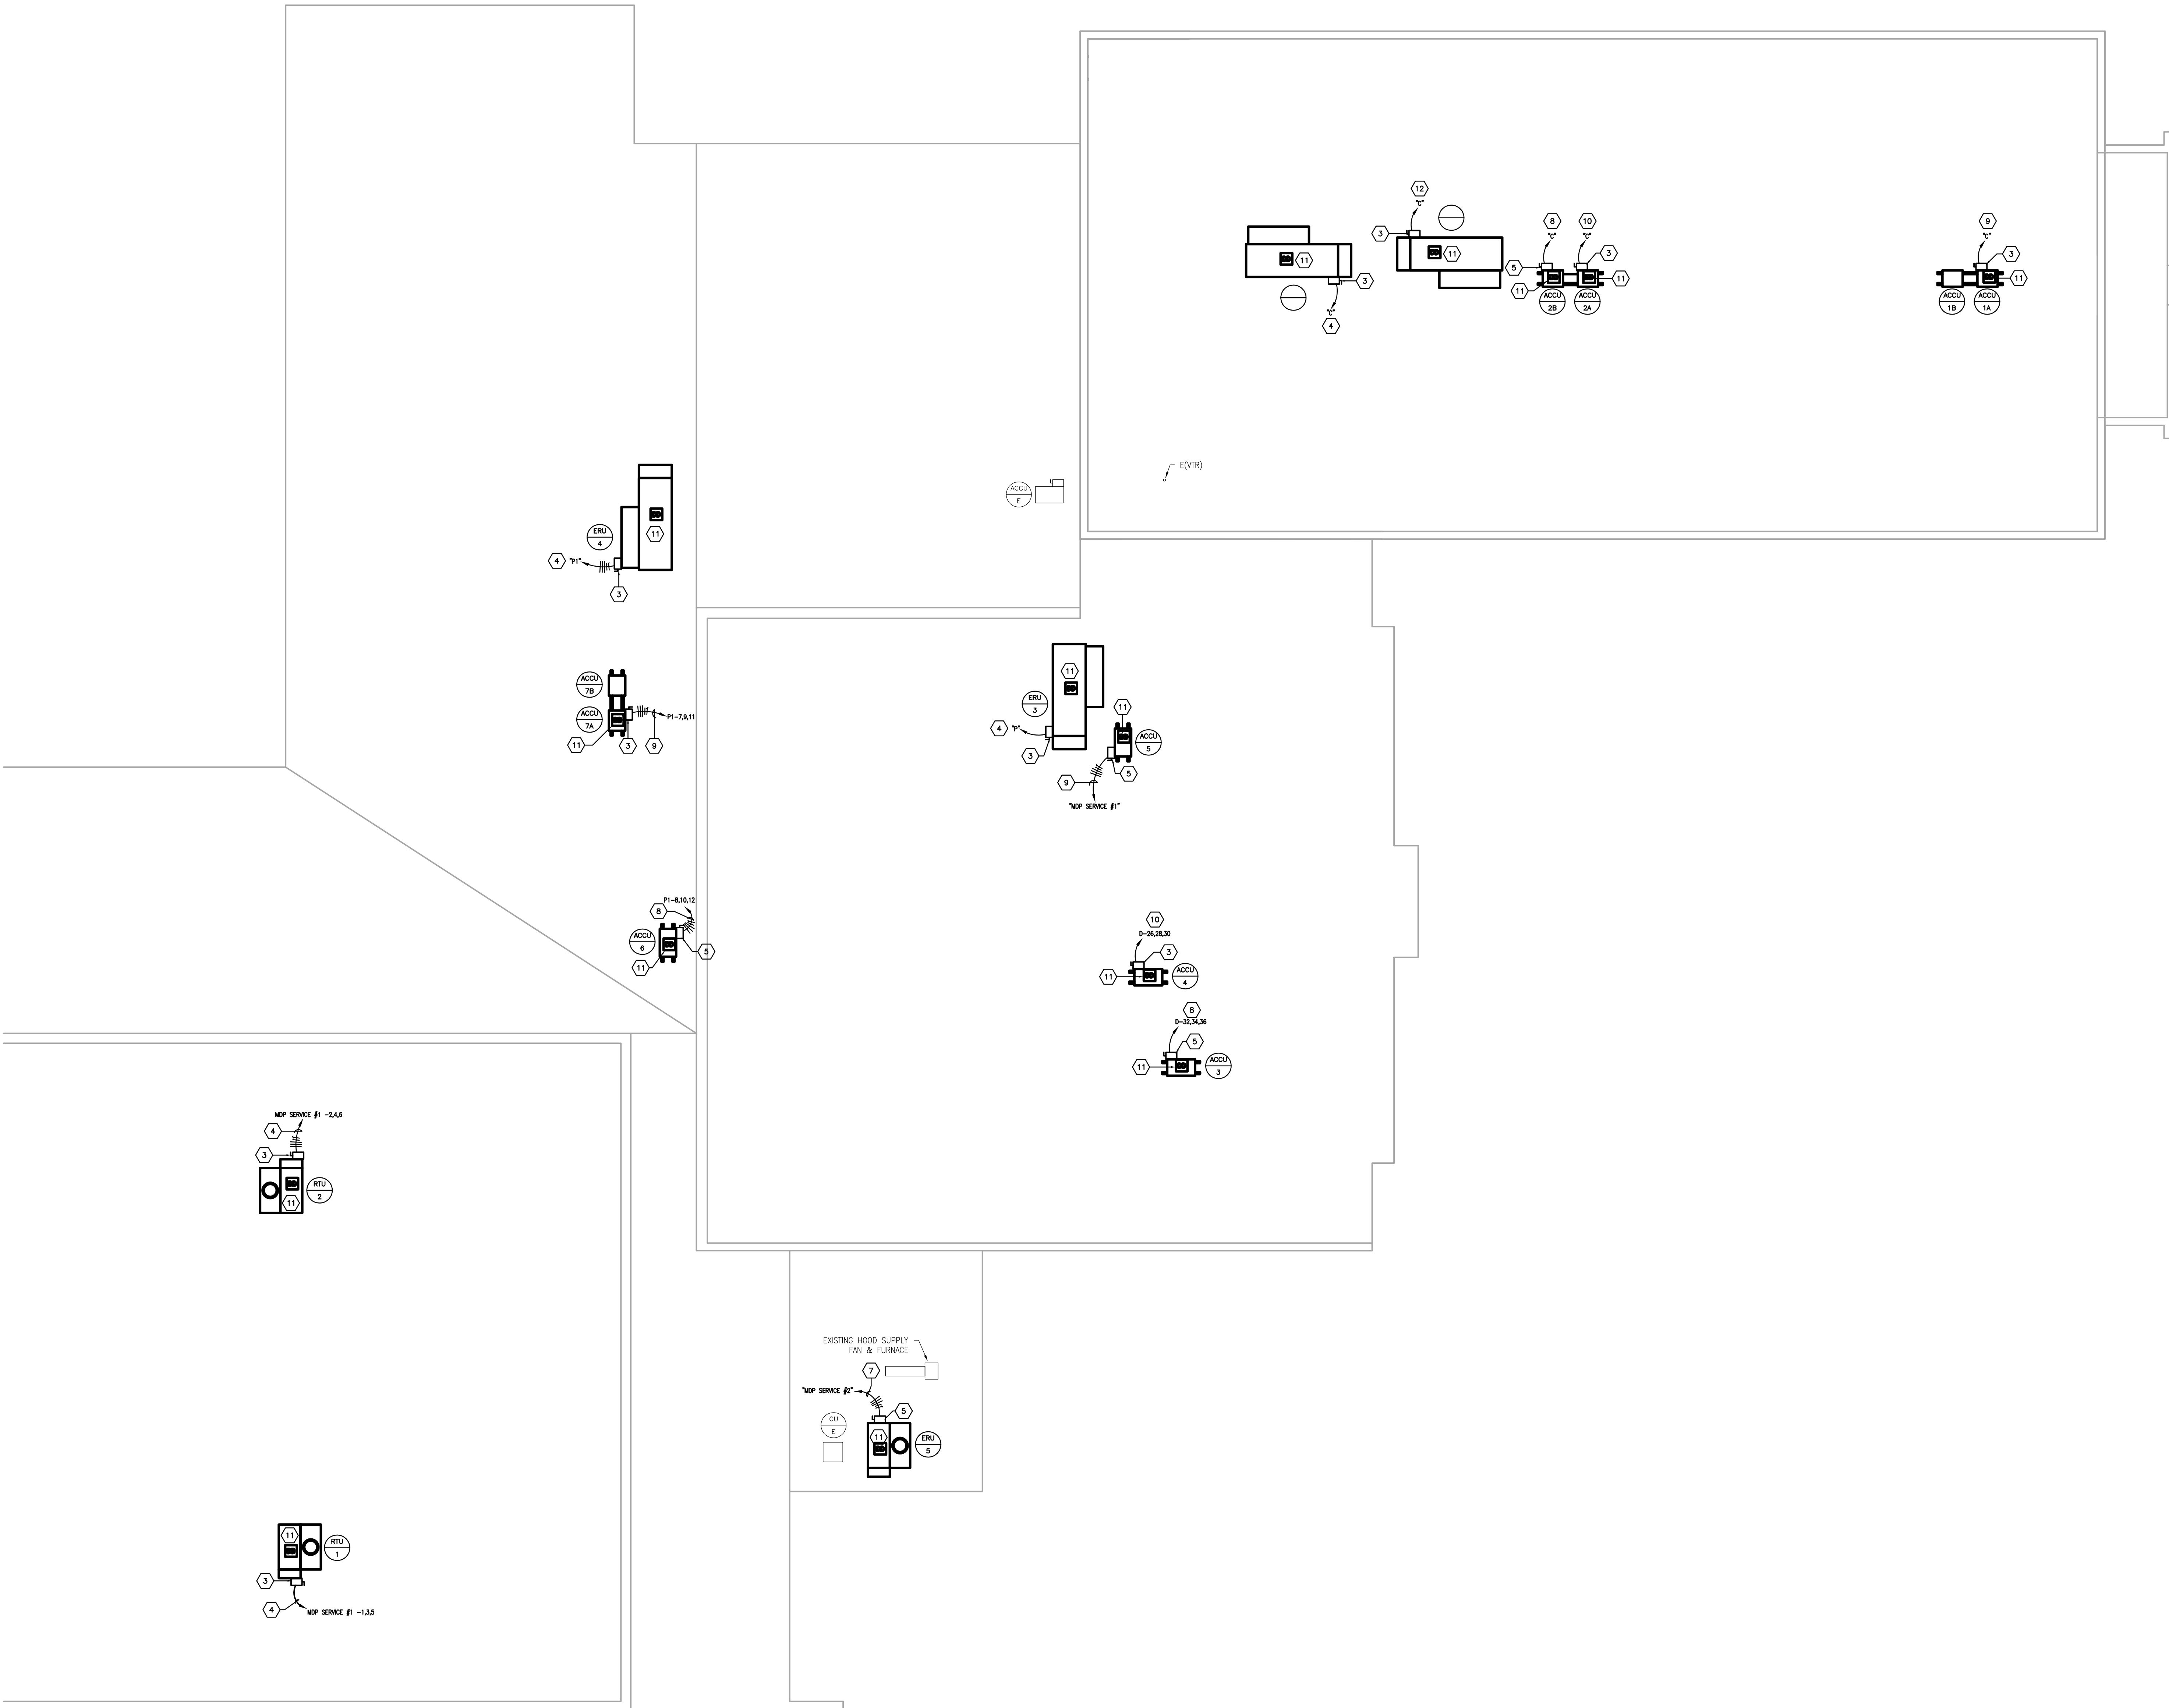 12
"C"
3
11
11
3
"C"
4
8
10
"C"
"C"
5
3
11
11
ACCU
2B
ACCU
2A
9
"C"
3
11
ACCU
1B
ACCU
1A
E(VTR)
ACCU
E
ERU
4
11
4
"P1"
3
ACCU
7B
ACCU
7A
P1-7,9,11
11
3
9
11
ERU
3
11
4
"P"
3
ACCU
5
5
9
"MDP SERVICE #1"
P1-8,10,12
8
ACCU
6
5
11
10
D-26,28,30
3
11
ACCU
4
8
D-32,34,36
5
11
ACCU
3
MDP SERVICE #1 -2,4,6
4
3
RTU
2
11
EXISTING HOOD SUPPLY
FAN & FURNACE
7
"MDP SERVICE #2"
5
CU
E
11
ERU
5
11
RTU
1
3
4
MDP SERVICE #1 -1,3,5